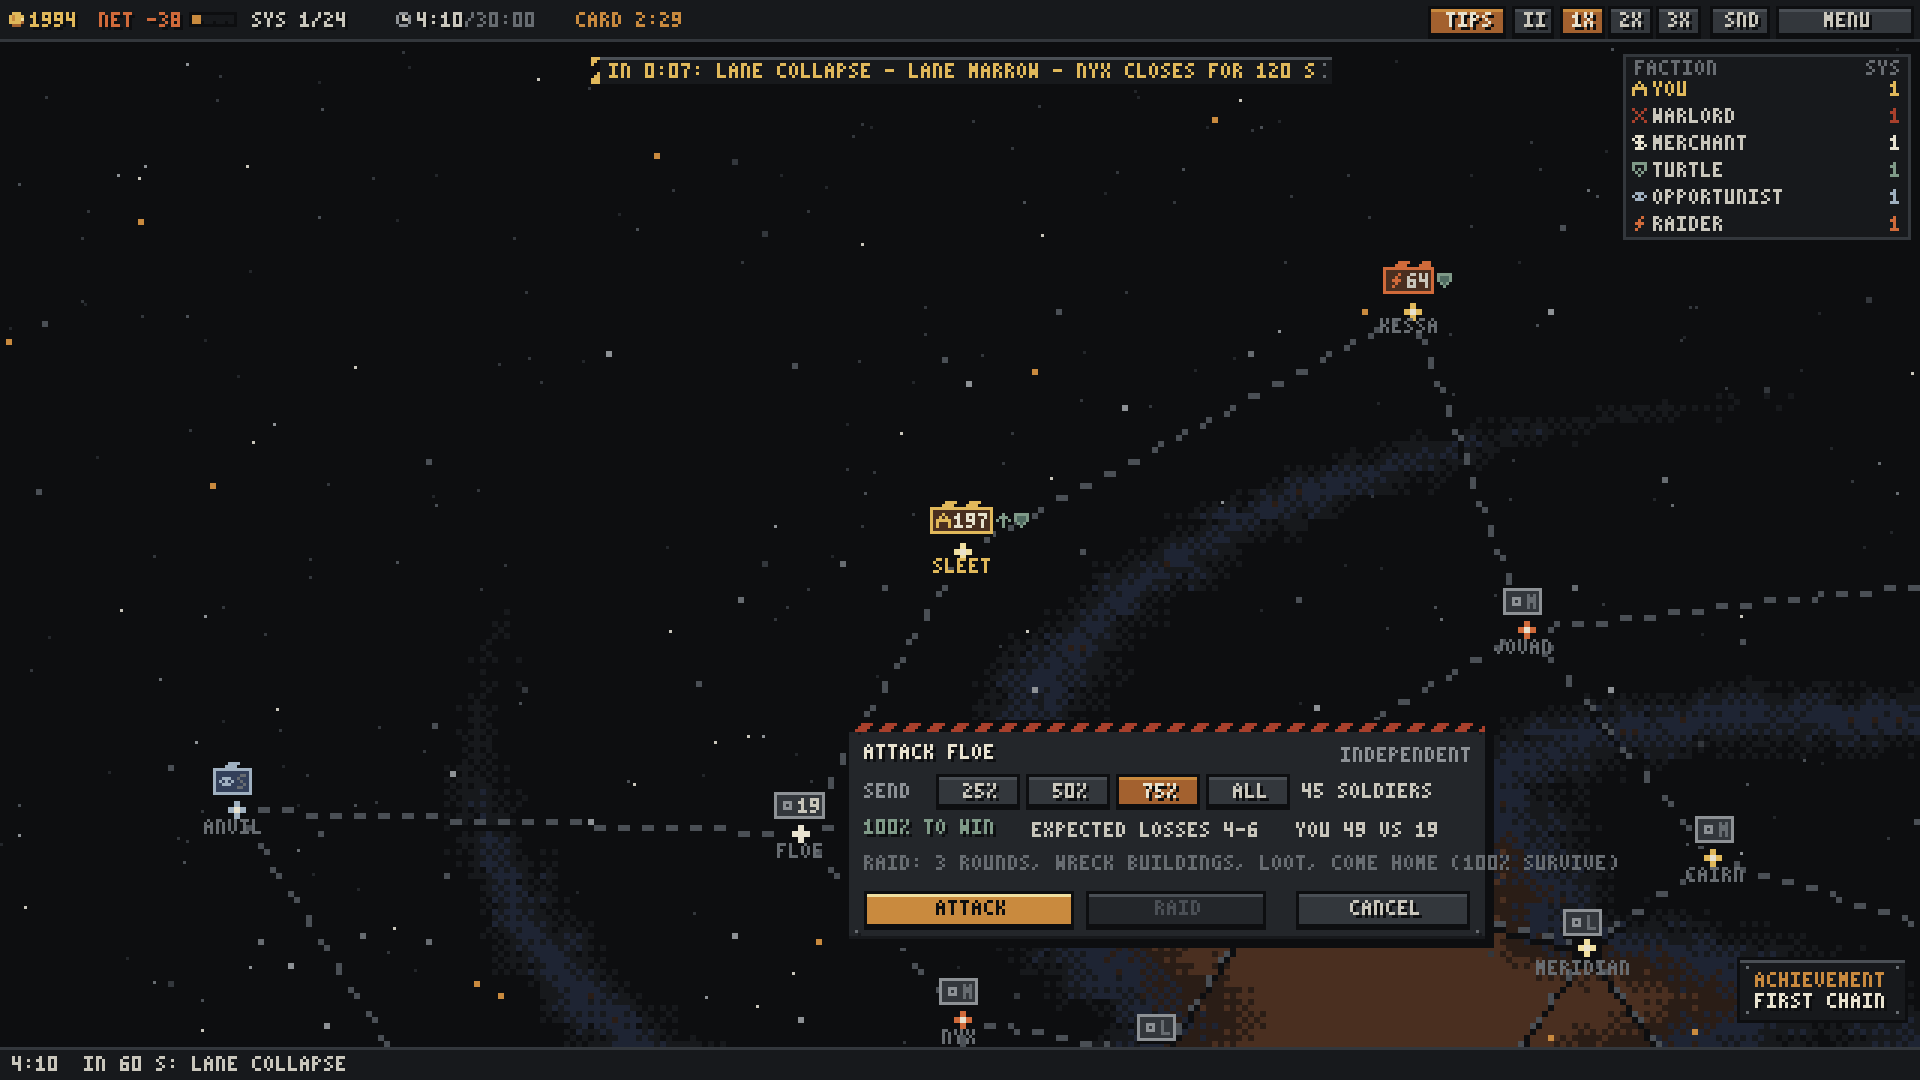 1994 NET -38 SYS 1/24 4:10/30:00 CARD 2:29 TIPS II 1X 2X 3X SND MENU
IN 0:07: LANE COLLAPSE - LANE MARROW - NYX CLOSES FOR 120 S
FACTION SYS
YOU 1
WARLORD 1
MERCHANT 1
TURTLE 1
OPPORTUNIST 1
RAIDER 1
64
KESSA
197
SLEET
M
S
ANVIL
19
FLOE
ATTACK FLOE INDEPENDENT
SEND 25% 50% 75% ALL 45 SOLDIERS
100% TO WIN EXPECTED LOSSES 4-6 YOU 49 VS 19
RAID: 3 ROUNDS, WRECK BUILDINGS, LOOT, COME HOME (100% SURVIVE)
ATTACK RAID CANCEL
M
CAIRN
L
MERIDIAN
M
NYX
L
ACHIEVEMENT
FIRST CHAIN
4:10 IN 60 S: LANE COLLAPSE